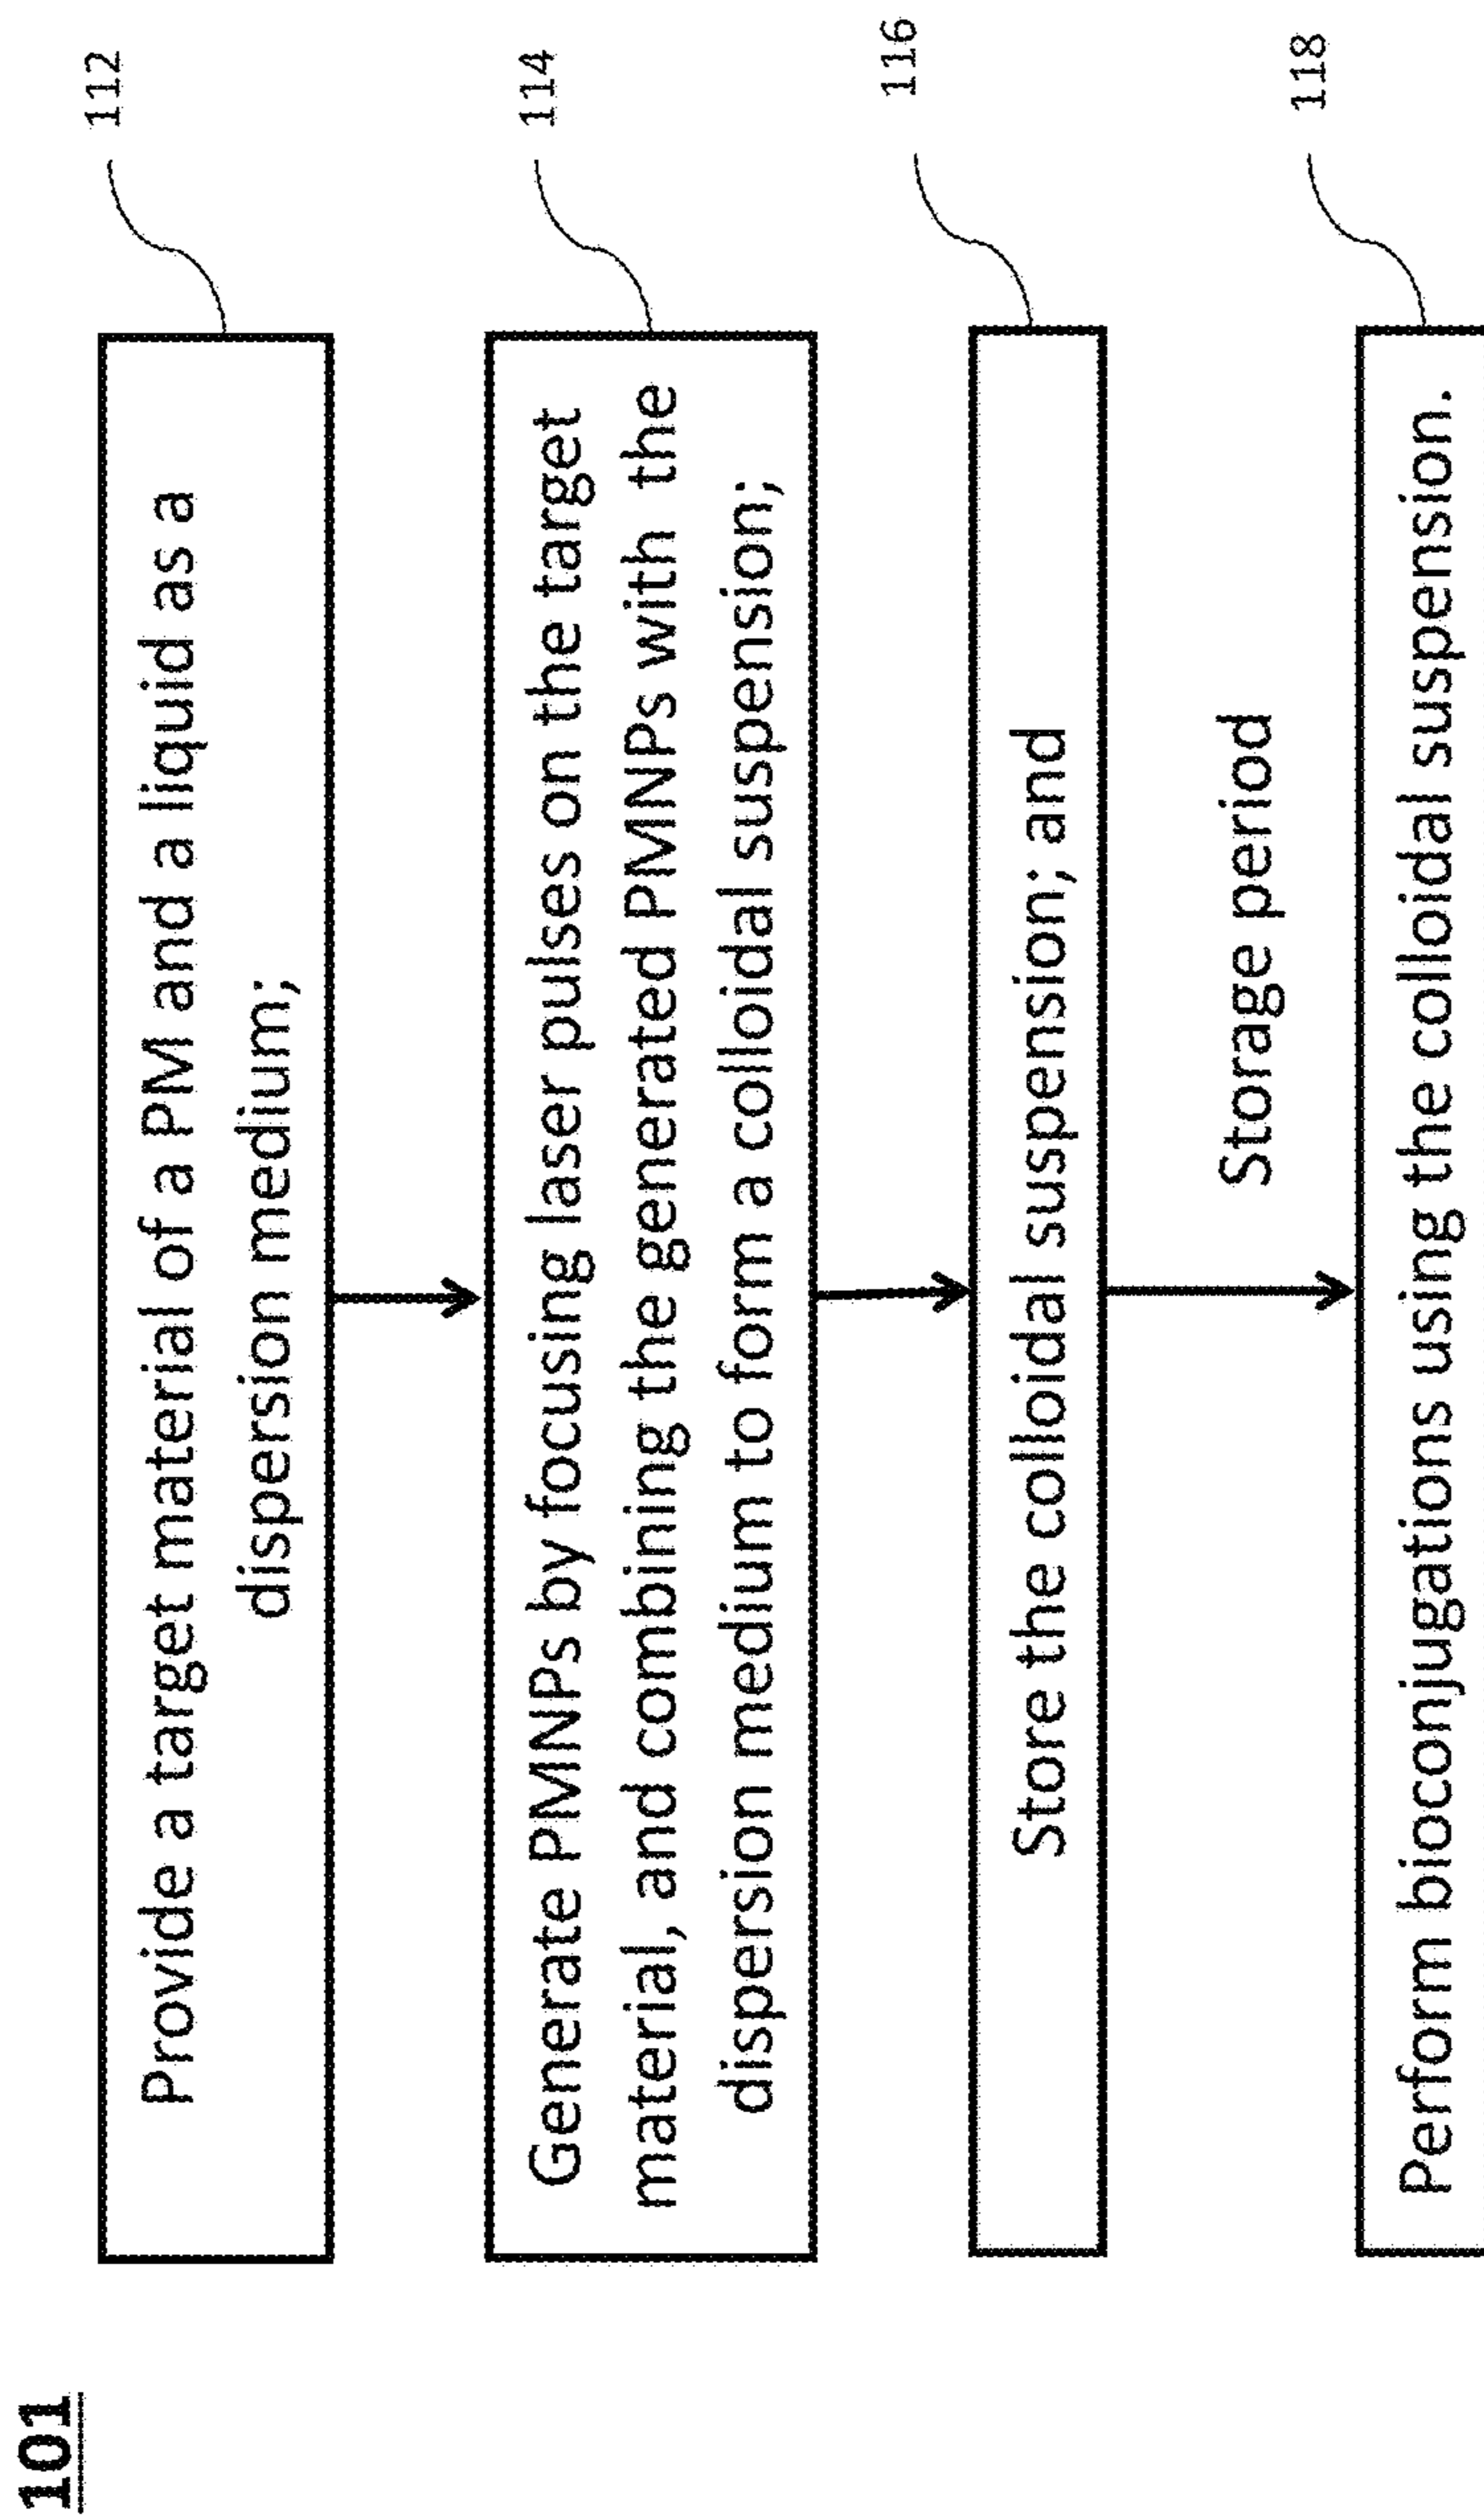 101
112
Provide a target material of a PM and a liquid as a
dispersion medium;
114
Generate PMNPs by focusing laser pulses on the target
material, and combining the generated PMNPs with the
dispersion medium to form a colloidal suspension;
116
Store the colloidal suspension; and
Storage period
118
Perform bioconjugations using the colloidal suspension.